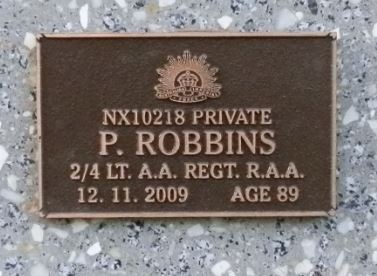 NX10218 PRIVATE
P. ROBBINS
2/4 LT. A.A. REGT. R.A.A.
12. 11. 2009 AGE 89